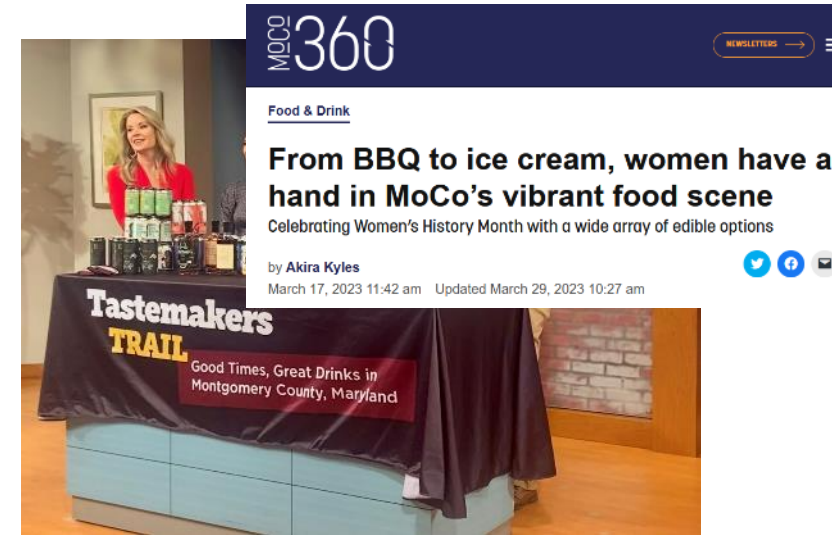 MOCO360
NEWSLETTERS
Food & Drink
From BBQ to ice cream, women have a
hand in MoCo's vibrant food scene
Celebrating Women's History Month with a wide array of edible options
by Akira Kyles
March 17, 2023 11:42 am Updated March 29, 2023 10:27 am
Tastemakers
TRAIL
Good Times, Great Drinks in
Montgomery County, Maryland